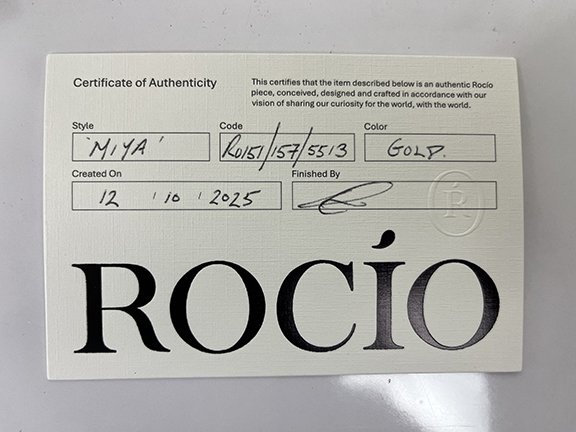 Certificate of Authenticity
This certifies that the item described below is an authentic Rocío
piece, conceived, designed and crafted in accordance with our
vision of sharing our curiosity for the world, with the world.
Style Code Color
'MIYA' R0151/157/5513 GOLD.
Created On Finished By
12 / 10 / 2025
R
ROCÍO